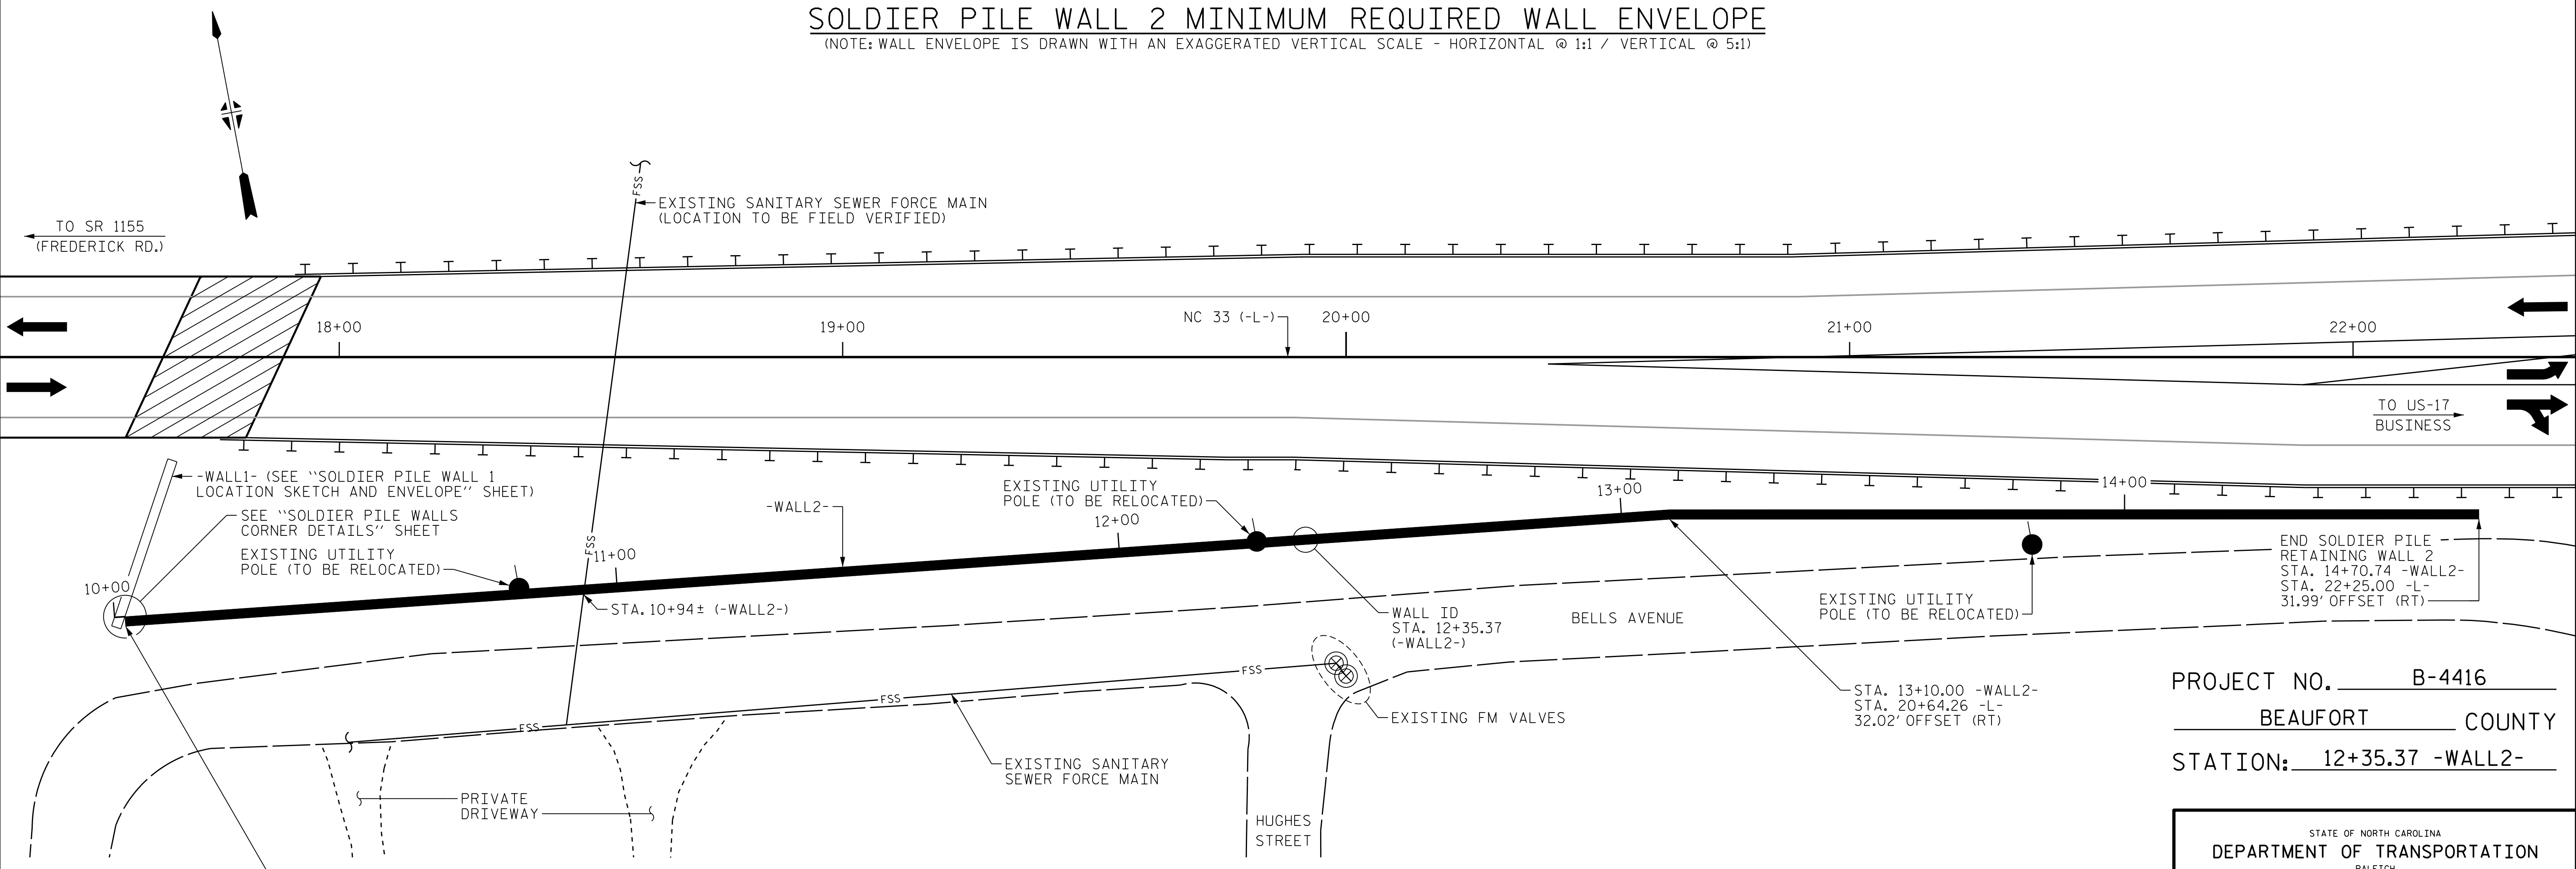 SOLDIER PILE WALL 2 MINIMUM REQUIRED WALL ENVELOPE
(NOTE: WALL ENVELOPE IS DRAWN WITH AN EXAGGERATED VERTICAL SCALE - HORIZONTAL @ 1:1 / VERTICAL @ 5:1)
FSS
EXISTING SANITARY SEWER FORCE MAIN
(LOCATION TO BE FIELD VERIFIED)
TO SR 1155
(FREDERICK RD.)
18+00
19+00
NC 33 (-L-)
20+00
21+00
22+00
TO US-17
BUSINESS
-WALL1- (SEE ``SOLDIER PILE WALL 1
LOCATION SKETCH AND ENVELOPE'' SHEET)
SEE ``SOLDIER PILE WALLS
CORNER DETAILS'' SHEET
EXISTING UTILITY
POLE (TO BE RELOCATED)
10+00
FSS
11+00
STA. 10+94± (-WALL2-)
-WALL2-
EXISTING UTILITY
POLE (TO BE RELOCATED)
12+00
13+00
14+00
WALL ID
STA. 12+35.37
(-WALL2-)
BELLS AVENUE
EXISTING UTILITY
POLE (TO BE RELOCATED)
END SOLDIER PILE
RETAINING WALL 2
STA. 14+70.74 -WALL2-
STA. 22+25.00 -L-
31.99' OFFSET (RT)
STA. 13+10.00 -WALL2-
STA. 20+64.26 -L-
32.02' OFFSET (RT)
FSS
FSS
FSS
EXISTING FM VALVES
EXISTING SANITARY
SEWER FORCE MAIN
PRIVATE
DRIVEWAY
HUGHES
STREET
PROJECT NO. B-4416
BEAUFORT COUNTY
STATION: 12+35.37 -WALL2-
STATE OF NORTH CAROLINA
DEPARTMENT OF TRANSPORTATION
RALEIGH